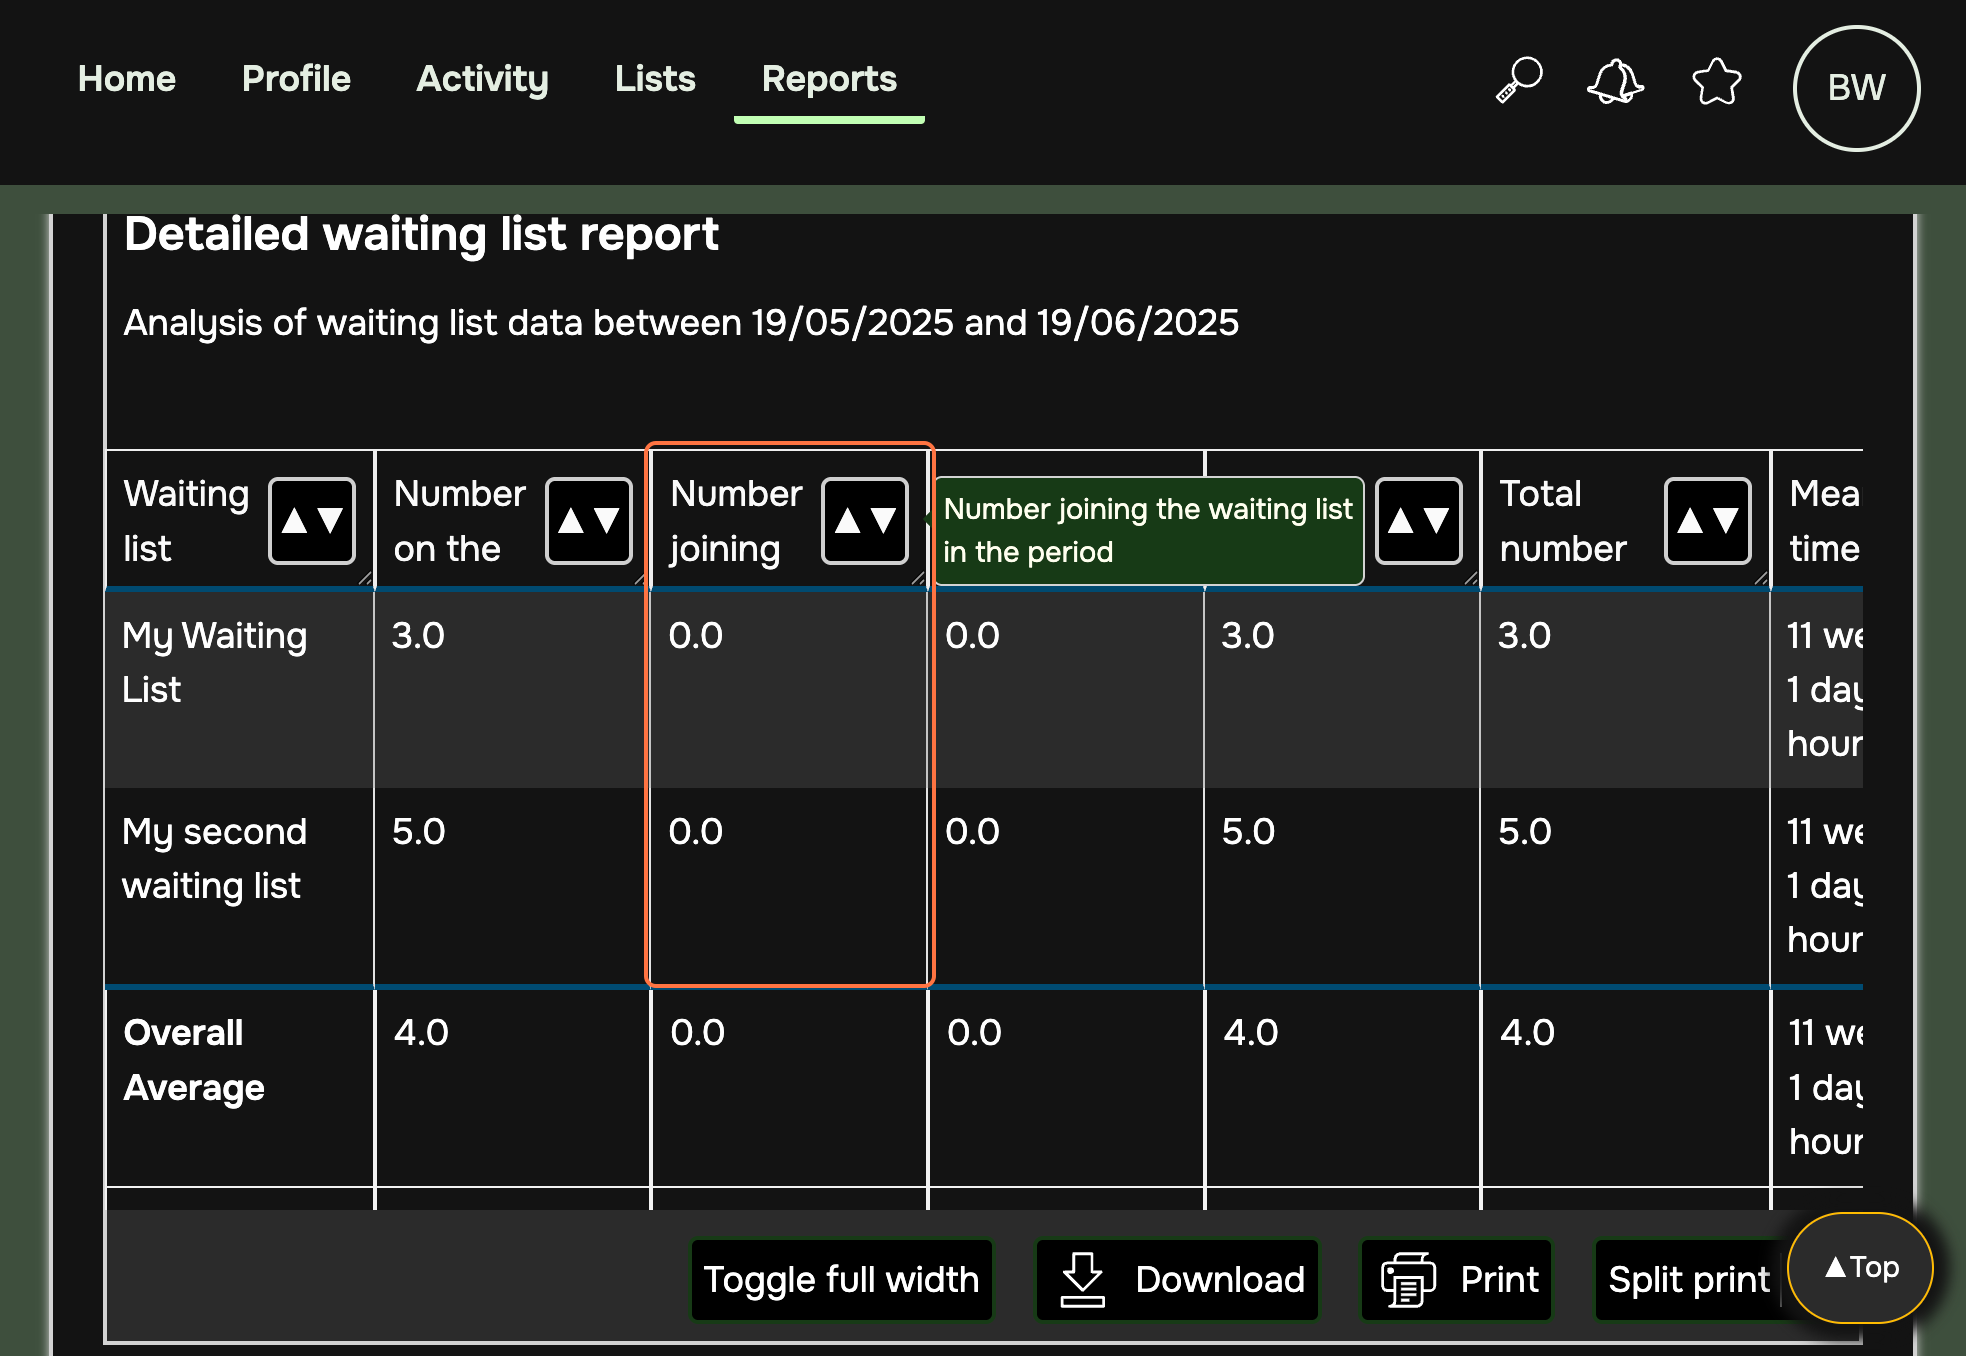 Home Profile Activity Lists Reports BW
Detailed waiting list report
Analysis of waiting list data between 19/05/2025 and 19/06/2025
Waiting list ▲▼ Number on the ▲▼ Number joining ▲▼ Number joining the waiting list in the period ▲▼ Total number ▲▼ Mea time
My Waiting List 3.0 0.0 0.0 3.0 3.0 11 we 1 day hour
My second waiting list 5.0 0.0 0.0 5.0 5.0 11 we 1 day hour
Overall Average 4.0 0.0 0.0 4.0 4.0 11 we 1 day hour
Toggle full width Download Print Split print ▲Top